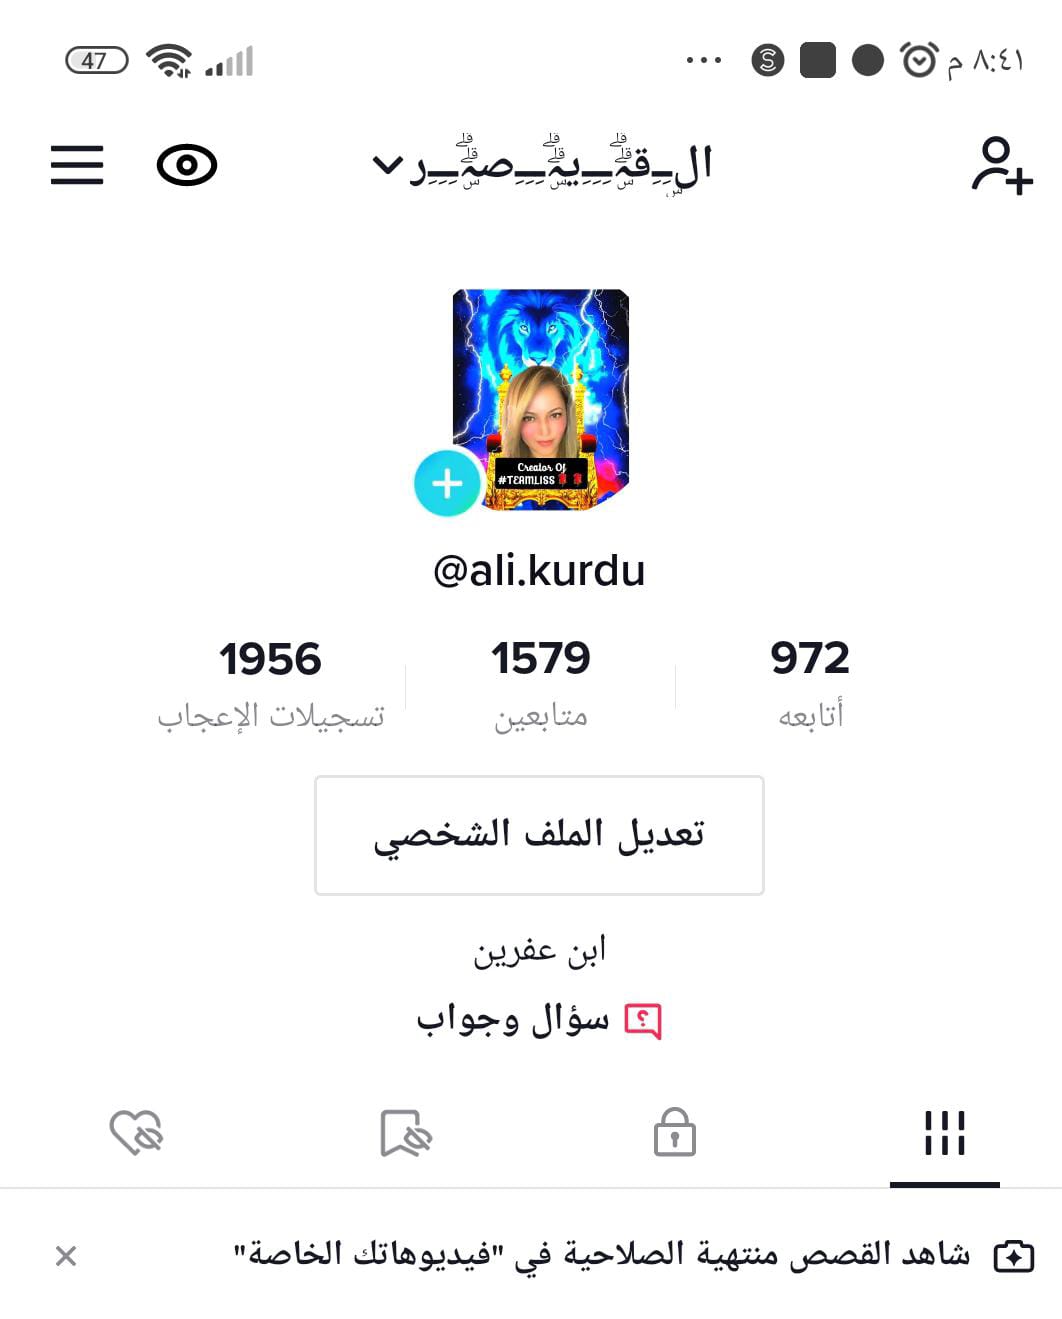 47
٨:٤١ م
القيصر
Creator Of
#TEAMLISS
@ali.kurdu
972 1579 1956
أتابعه متابعين تسجيلات الإعجاب
تعديل الملف الشخصي
ابن عفرين
سؤال وجواب
شاهد القصص منتهية الصلاحية في "فيديوهاتك الخاصة"